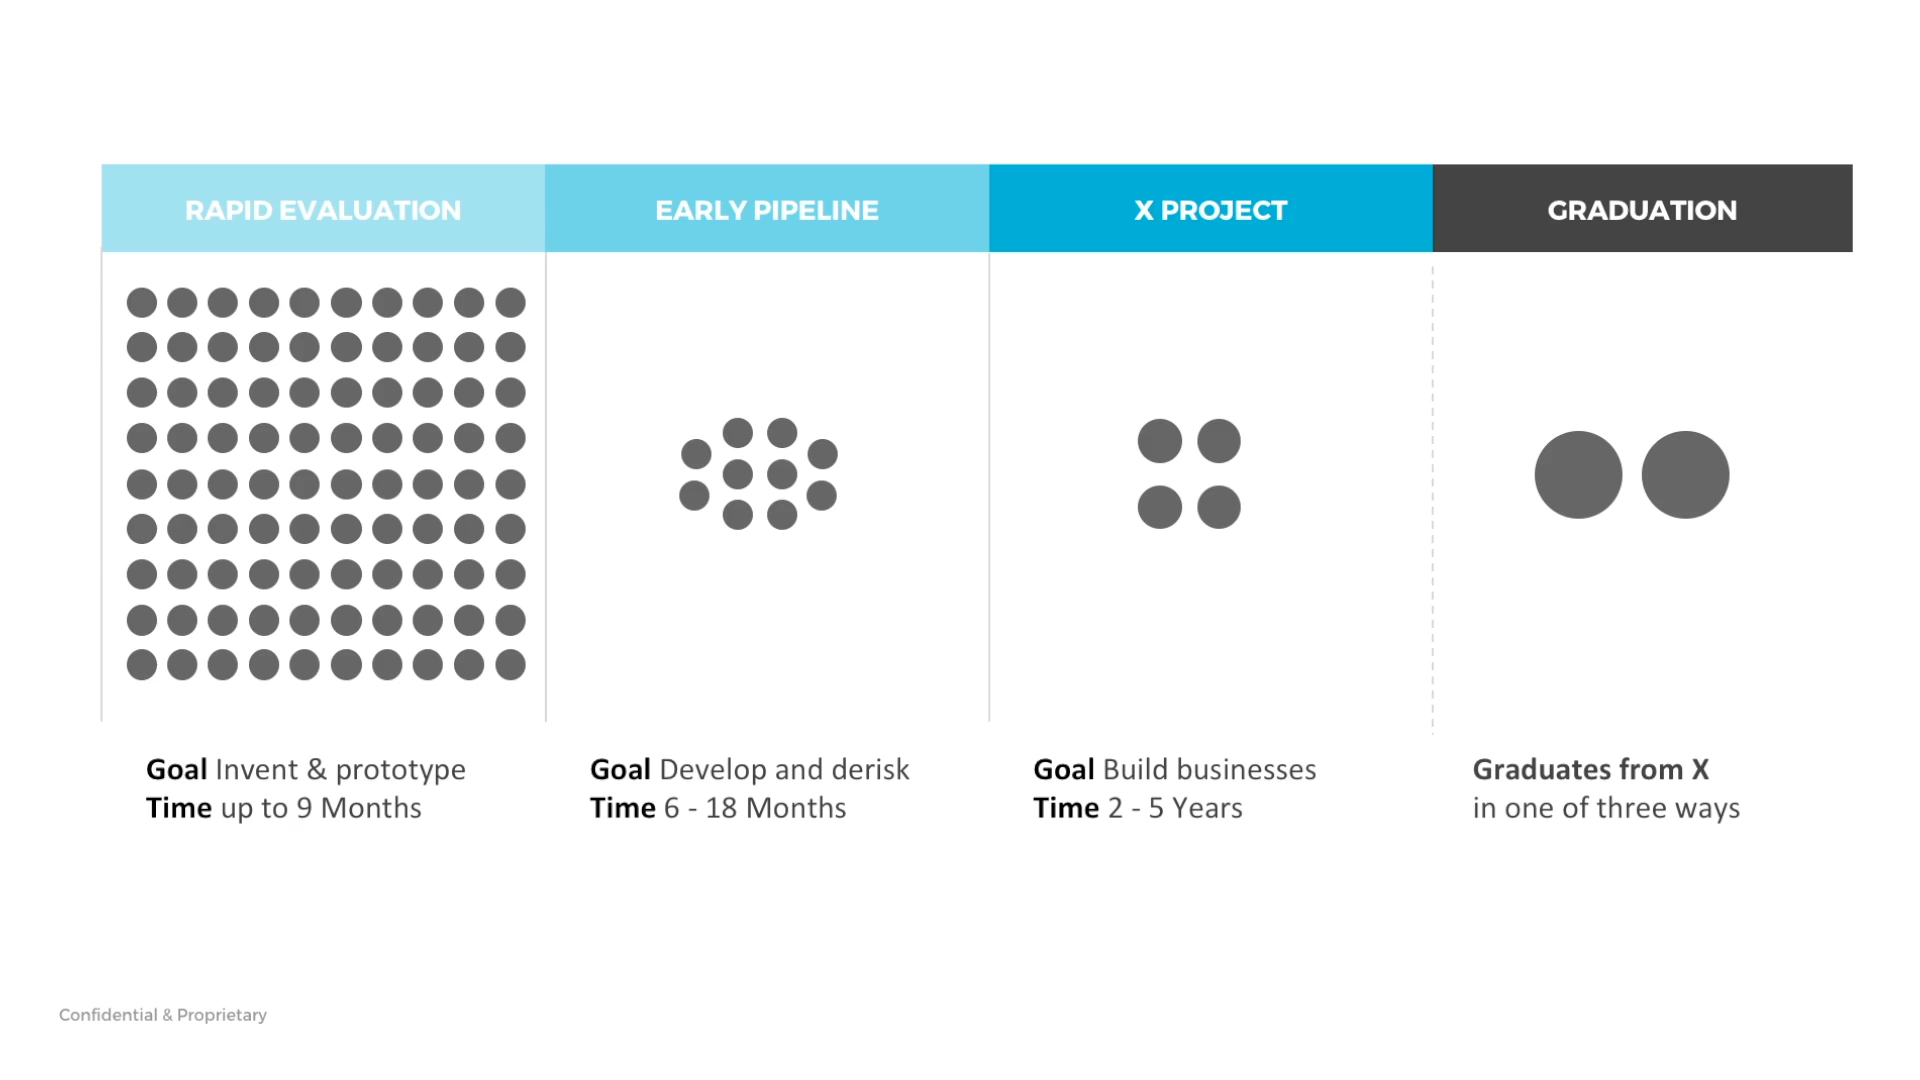 RAPID EVALUATION
EARLY PIPELINE
X PROJECT
GRADUATION
Goal Invent & prototype
Time up to 9 Months
Goal Develop and derisk
Time 6 - 18 Months
Goal Build businesses
Time 2 - 5 Years
Graduates from X
in one of three ways
Confidential & Proprietary